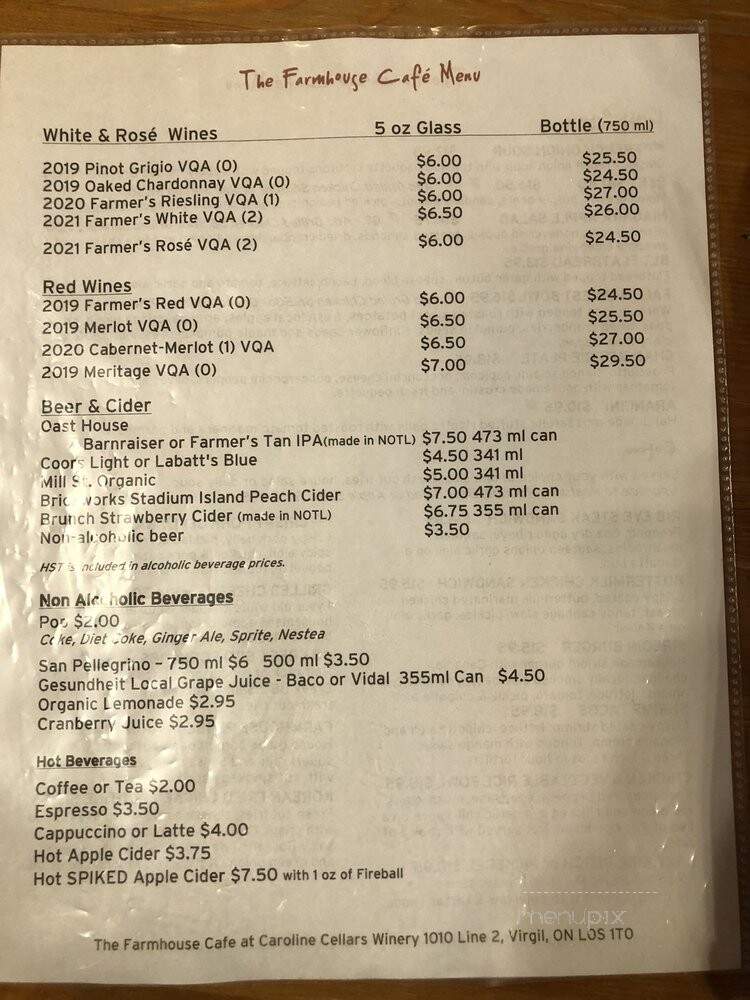 The Farmhouse Café Menu
White & Rosé Wines 5 oz Glass Bottle (750 ml)
2019 Pinot Grigio VQA (0) $6.00 $25.50
2019 Oaked Chardonnay VQA (0) $6.00 $24.50
2020 Farmer's Riesling VQA (1) $6.00 $27.00
2021 Farmer's White VQA (2) $6.50 $26.00
2021 Farmer's Rosé VQA (2) $6.00 $24.50
Red Wines
2019 Farmer's Red VQA (0) $6.00 $24.50
2019 Merlot VQA (0) $6.50 $25.50
2020 Cabernet-Merlot (1) VQA $6.50 $27.00
2019 Meritage VQA (0) $7.00 $29.50
Beer & Cider
Oast House
Barnraiser or Farmer's Tan IPA(made in NOTL) $7.50 473 ml can
Coors Light or Labatt's Blue $4.50 341 ml
Mill St. Organic $5.00 341 ml
Brickworks Stadium Island Peach Cider $7.00 473 ml can
Brunch Strawberry Cider (made in NOTL) $6.75 355 ml can
Non-alcoholic beer $3.50
HST is included in alcoholic beverage prices.
Non Alcoholic Beverages
Pop $2.00
Coke, Diet Coke, Ginger Ale, Sprite, Nestea
San Pellegrino - 750 ml $6 500 ml $3.50
Gesundheit Local Grape Juice - Baco or Vidal 355ml Can $4.50
Organic Lemonade $2.95
Cranberry Juice $2.95
Hot Beverages
Coffee or Tea $2.00
Espresso $3.50
Cappuccino or Latte $4.00
Hot Apple Cider $3.75
Hot SPIKED Apple Cider $7.50 with 1 oz of Fireball
menupix
The Farmhouse Cafe at Caroline Cellars Winery 1010 Line 2, Virgil, ON L0S 1T0